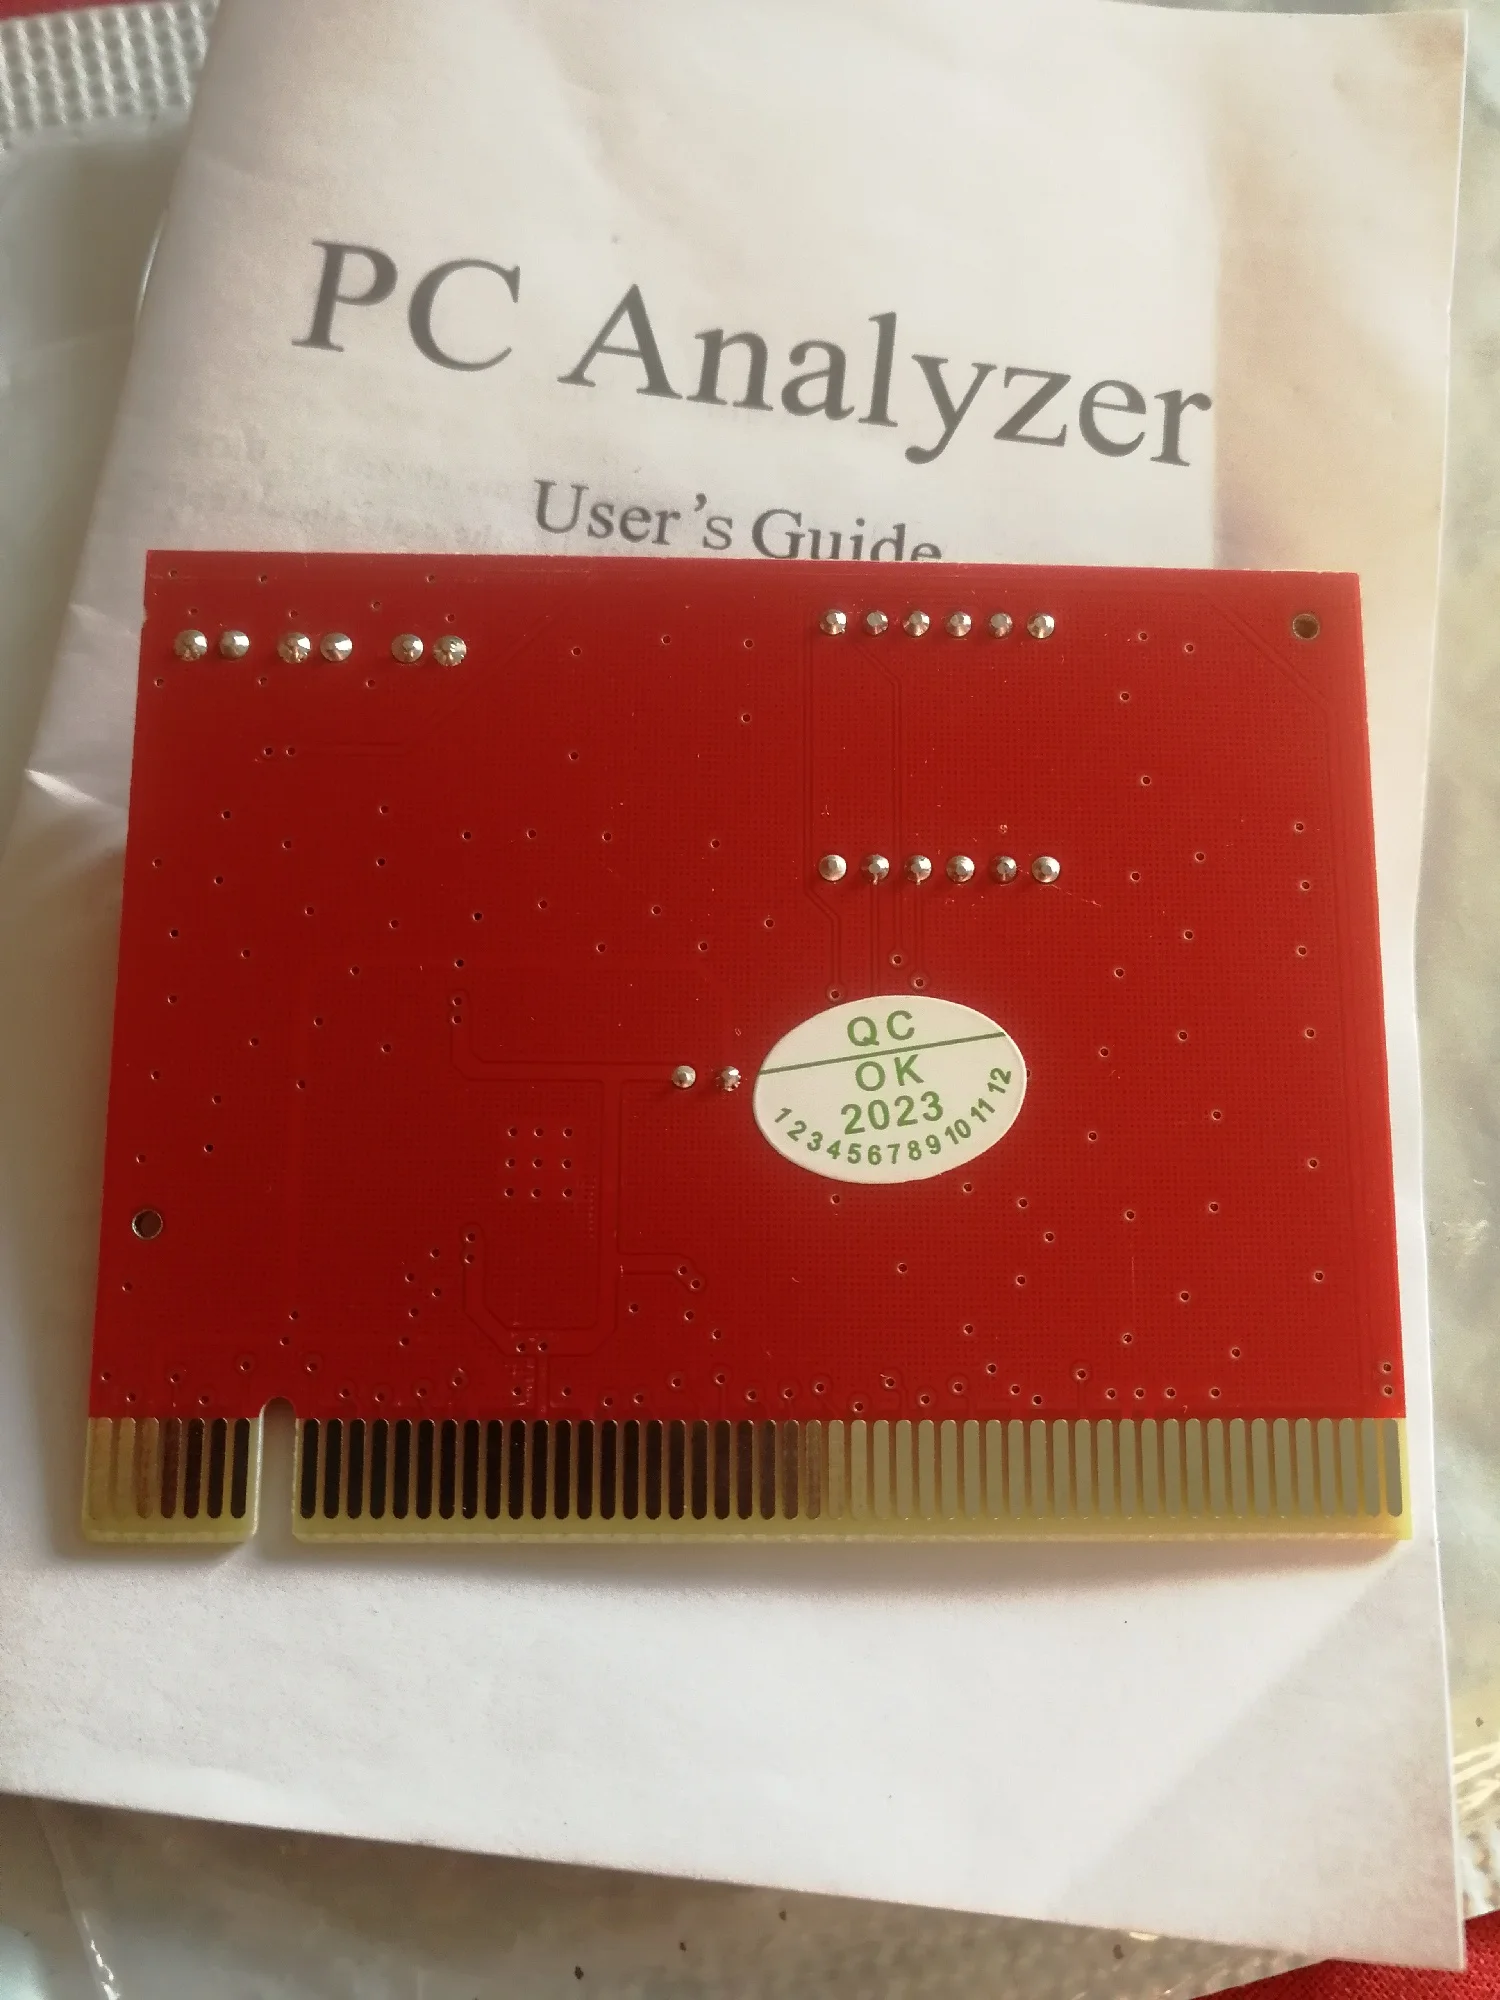 PC Analyzer
User's Guide
QC
OK
2023
1 2 3 4 5 6 7 8 9 10 11 12